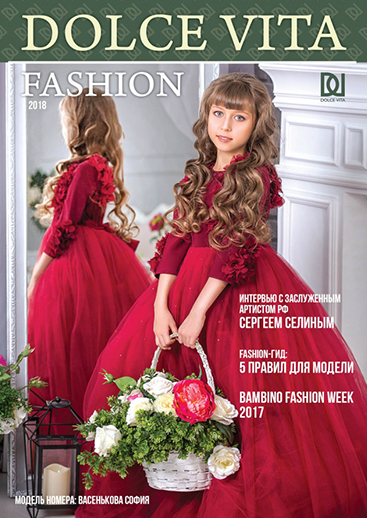 DOLCE VITA
FASHION
2018
DOLCE VITA
ИНТЕРВЬЮ С ЗАСЛУЖЕННЫМ
АРТИСТОМ РФ
СЕРГЕЕМ СЕЛИНЫМ
FASHION-ГИД:
5 ПРАВИЛ ДЛЯ МОДЕЛИ
BAMBINO FASHION WEEK
2017
МОДЕЛЬ НОМЕРА: ВАСЕНЬКОВА СОФИЯ